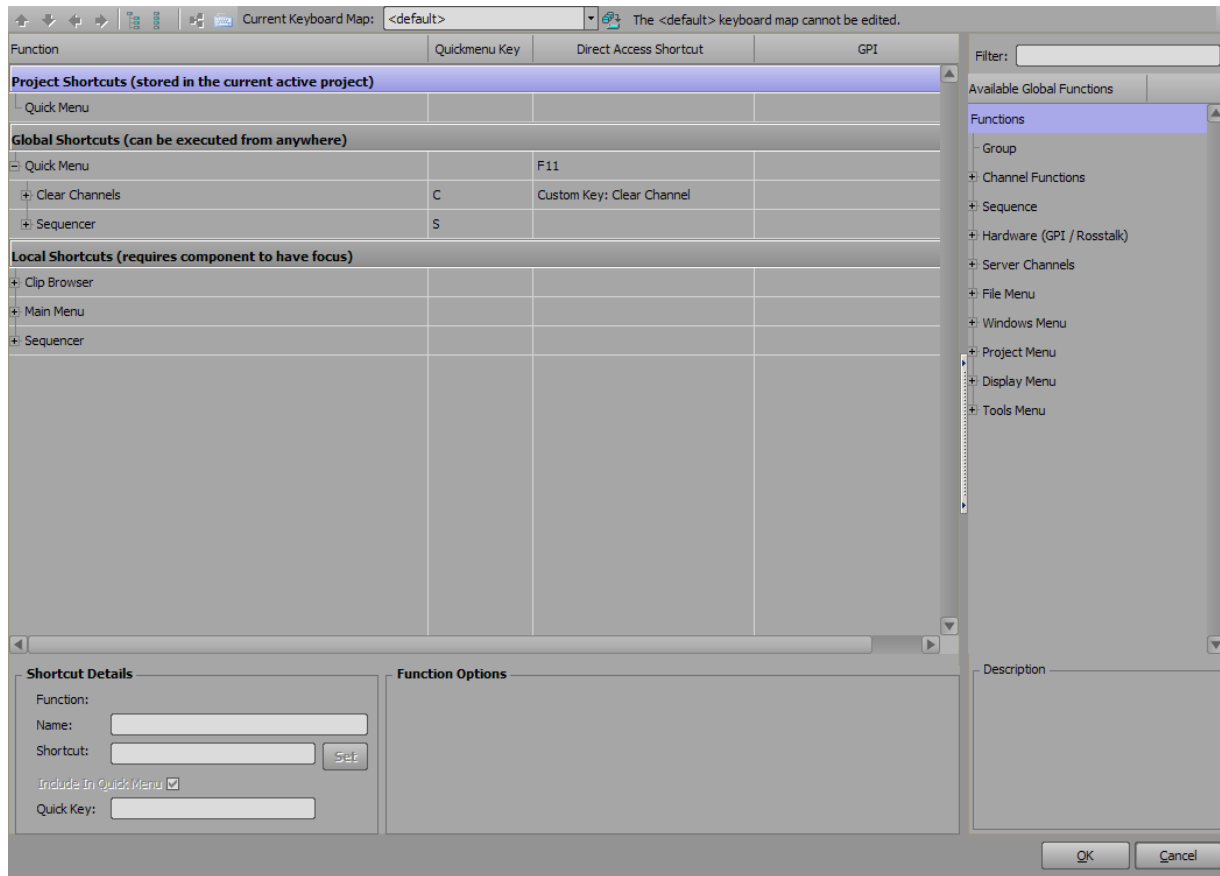 Current Keyboard Map: <default> The <default> keyboard map cannot be edited.
Function Quickmenu Key Direct Access Shortcut GPI
Project Shortcuts (stored in the current active project)
Quick Menu
Global Shortcuts (can be executed from anywhere)
Quick Menu F11
Clear Channels C Custom Key: Clear Channel
Sequencer S
Local Shortcuts (requires component to have focus)
Clip Browser
Main Menu
Sequencer
Filter:
Available Global Functions
Functions
Group
Channel Functions
Sequence
Hardware (GPI / Rosstalk)
Server Channels
File Menu
Windows Menu
Project Menu
Display Menu
Tools Menu
Shortcut Details
Function:
Name:
Shortcut: Set
Include In Quick Menu
Quick Key:
Function Options
Description
OK Cancel